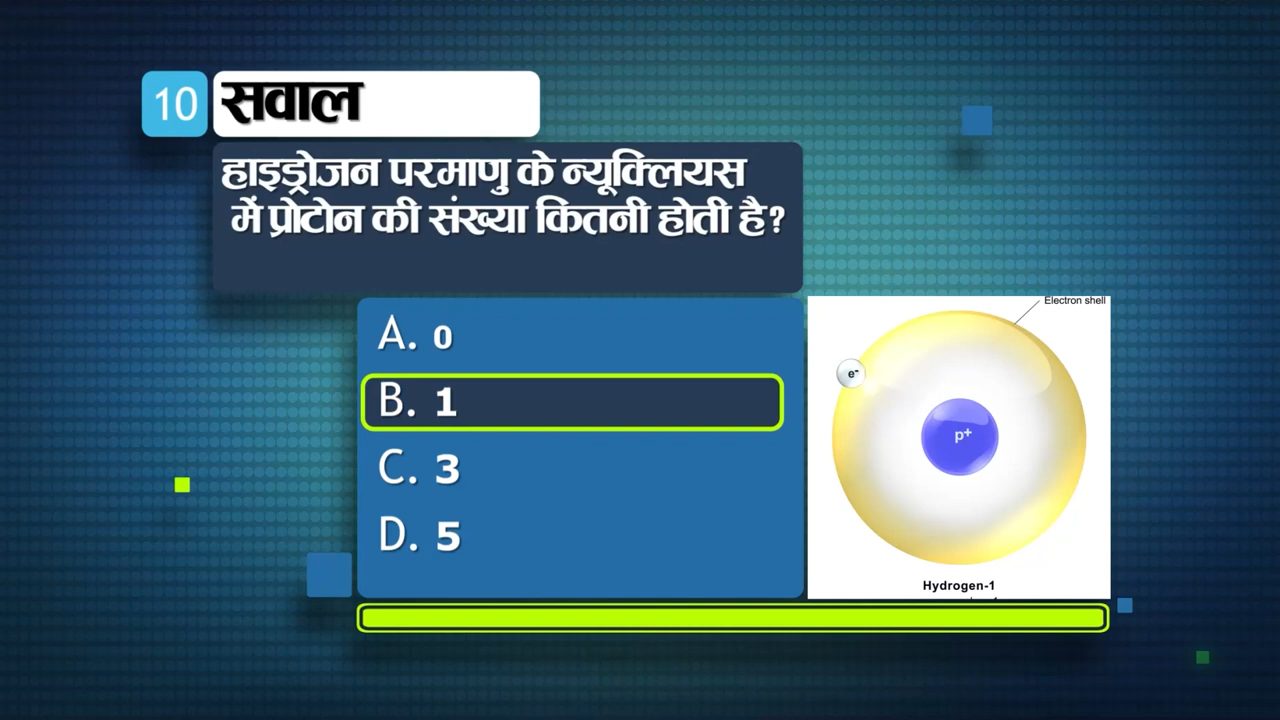 10 सवाल
हाइड्रोजन परमाणु के न्यूक्लियस
में प्रोटोन की संख्या कितनी होती है?
A. 0
B. 1
C. 3
D. 5
Electron shell
e-
p+
Hydrogen-1